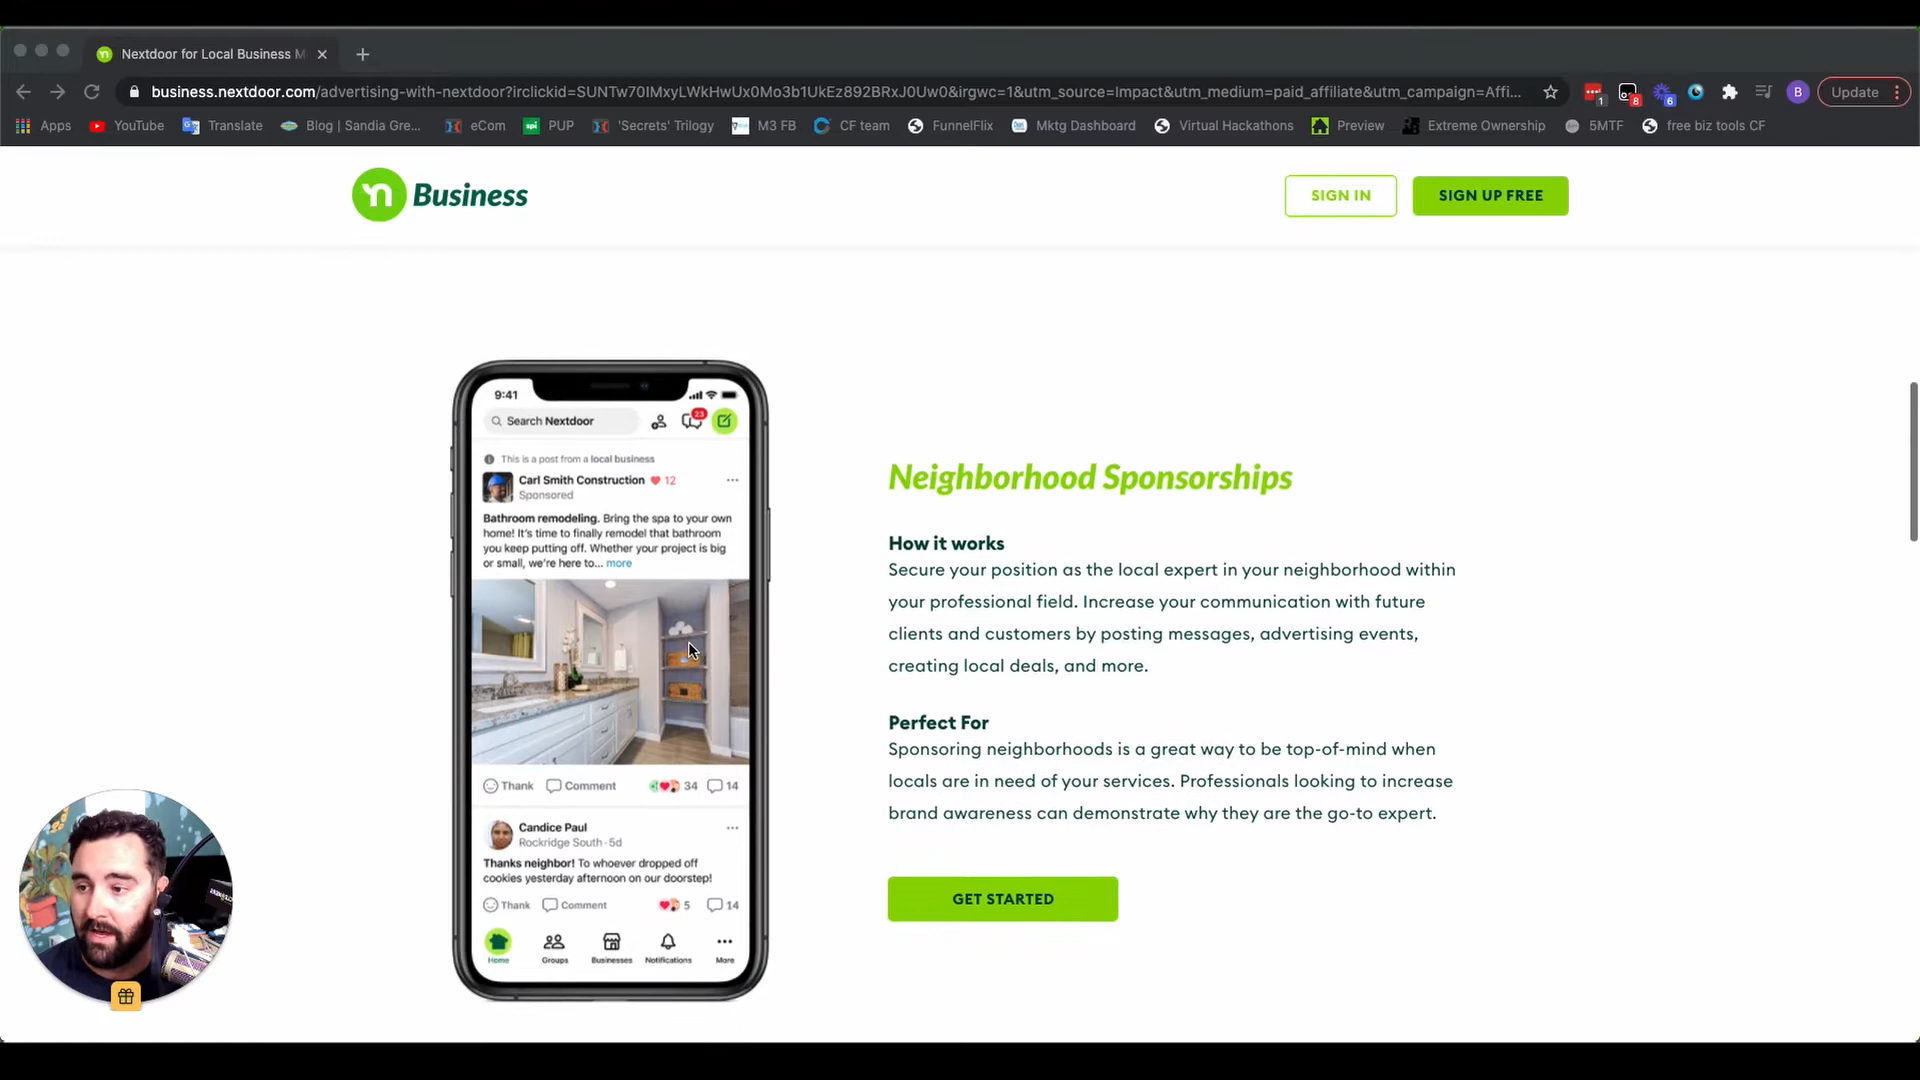 Nextdoor for Local Business M
business.nextdoor.com/advertising-with-nextdoor?irclickid=SUNTw70IMxyLWkHwUx0Mo3b1UkEz892BRxJ0Uw0&irgwc=1&utm_source=Impact&utm_medium=paid_affiliate&utm_campaign=Affi...
1 8 6 B Update
Apps YouTube Translate Blog | Sandia Gre... eCom PUP 'Secrets' Trilogy M3 FB CF team FunnelFlix Mktg Dashboard Virtual Hackathons Preview Extreme Ownership 5MTF free biz tools CF
n Business
SIGN IN
SIGN UP FREE
9:41
Search Nextdoor
23
This is a post from a local business
Carl Smith Construction 12
Sponsored
Bathroom remodeling. Bring the spa to your own
home! It's time to finally remodel that bathroom
you keep putting off. Whether your project is big
or small, we're here to... more
Thank Comment 34 14
Candice Paul
Rockridge South · 5d
Thanks neighbor! To whoever dropped off
cookies yesterday afternoon on our doorstep!
Thank Comment 5 14
Home Groups Businesses Notifications More
Neighborhood Sponsorships
How it works
Secure your position as the local expert in your neighborhood within
your professional field. Increase your communication with future
clients and customers by posting messages, advertising events,
creating local deals, and more.
Perfect For
Sponsoring neighborhoods is a great way to be top-of-mind when
locals are in need of your services. Professionals looking to increase
brand awareness can demonstrate why they are the go-to expert.
GET STARTED